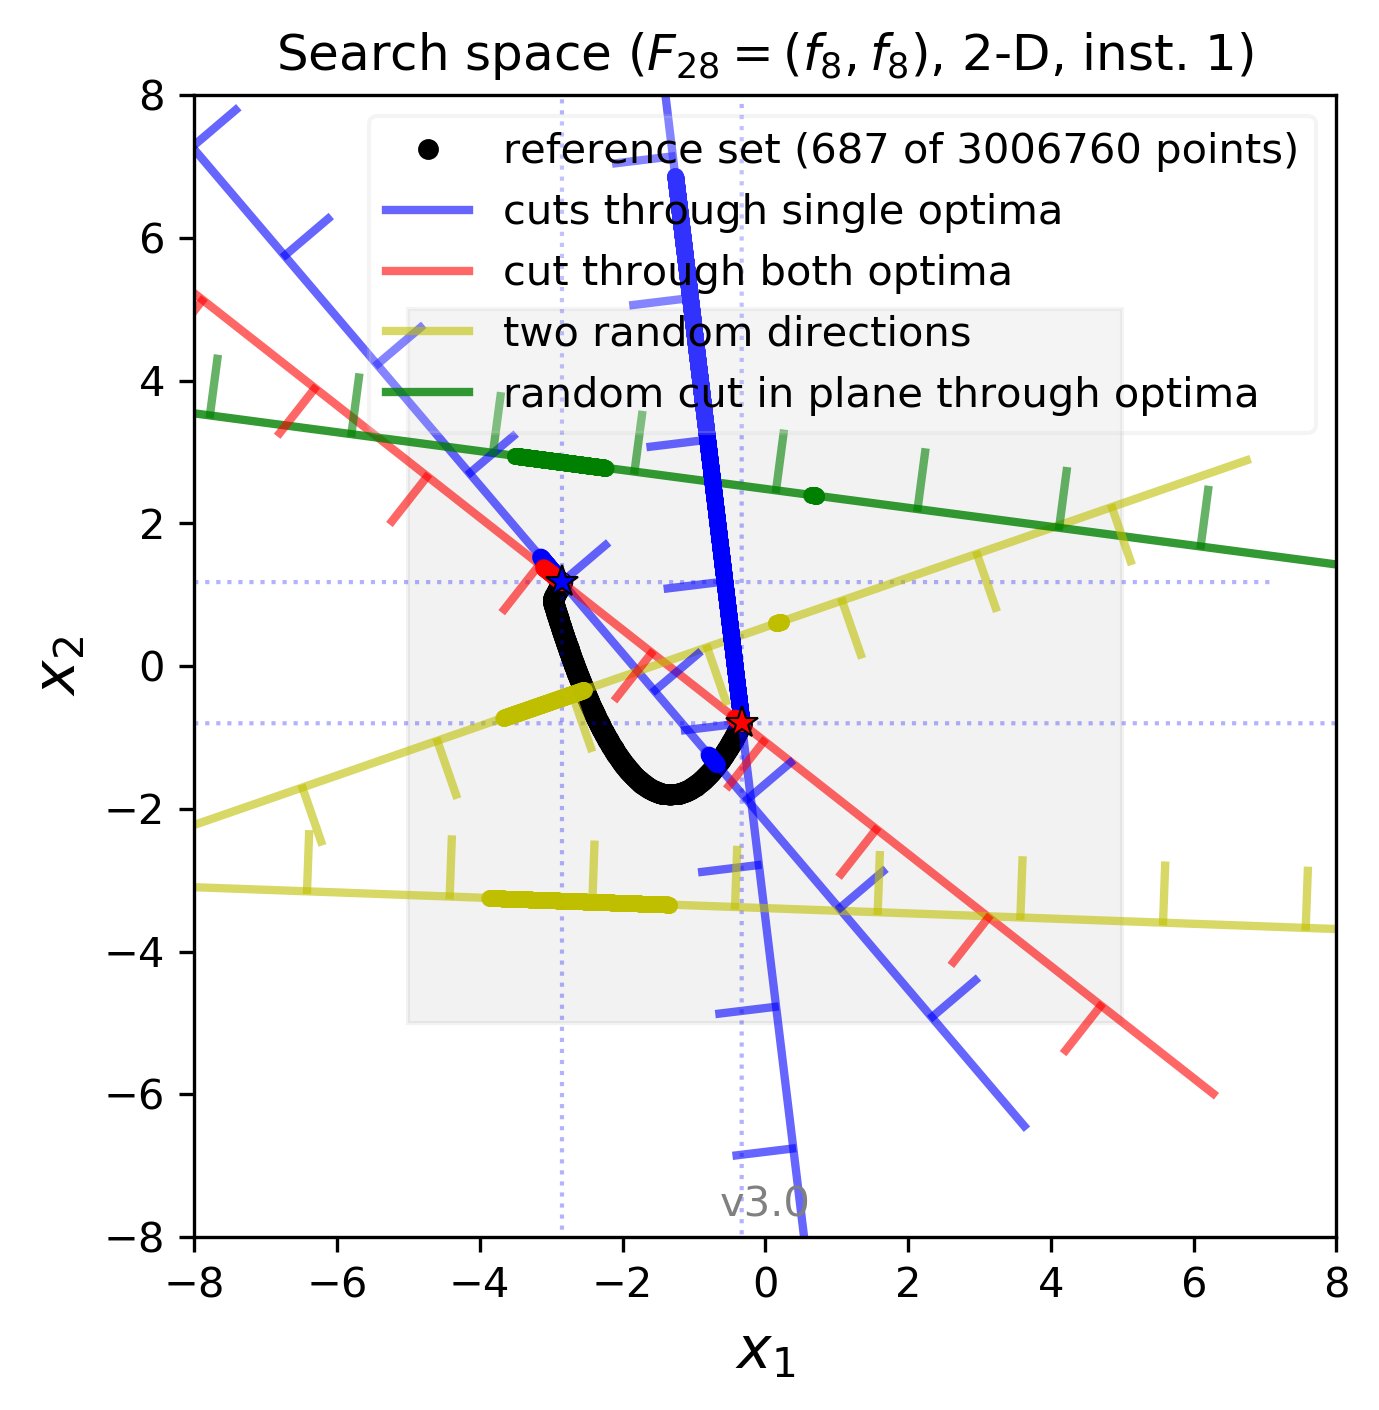 Search space (F₂₈ = (f₈, f₈), 2-D, inst. 1)
8
6
4
2
0
−2
−4
−6
−8
x₂
reference set (687 of 3006760 points)
cuts through single optima
cut through both optima
two random directions
random cut in plane through optima
v3.0
−8 −6 −4 −2 0 2 4 6 8
x₁